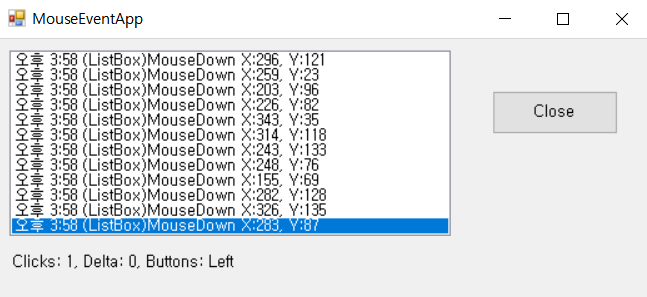 MouseEventApp
오후 3:58 (ListBox)MouseDown X:296, Y:121
오후 3:58 (ListBox)MouseDown X:259, Y:23
오후 3:58 (ListBox)MouseDown X:203, Y:96
오후 3:58 (ListBox)MouseDown X:226, Y:82
오후 3:58 (ListBox)MouseDown X:343, Y:35
오후 3:58 (ListBox)MouseDown X:314, Y:118
오후 3:58 (ListBox)MouseDown X:243, Y:133
오후 3:58 (ListBox)MouseDown X:248, Y:76
오후 3:58 (ListBox)MouseDown X:155, Y:69
오후 3:58 (ListBox)MouseDown X:282, Y:128
오후 3:58 (ListBox)MouseDown X:326, Y:135
오후 3:58 (ListBox)MouseDown X:283, Y:87
Close
Clicks: 1, Delta: 0, Buttons: Left